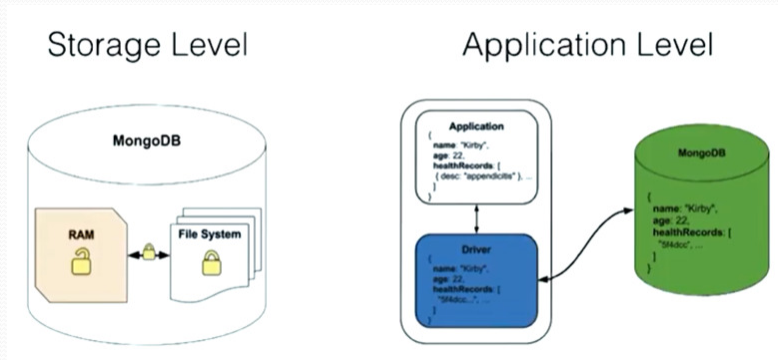 Storage Level
Application Level
MongoDB
RAM
File System
Application
{
name: "Kirby",
age: 22,
healthRecords: [
{ desc: "appendicitis" }, ...
]
}
Driver
{
name: "Kirby",
age: 22,
healthRecords: [
"5f4dcc...", ...
]
}
MongoDB
{
name: "Kirby",
age: 22,
healthRecords: [
"5f4dcc", ...
]
}